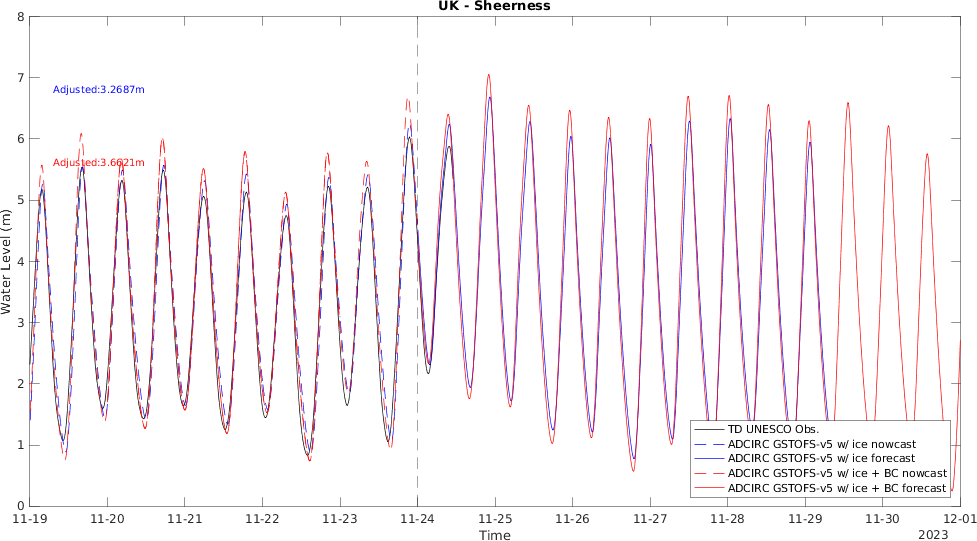 UK - Sheerness
8
7
6
5
4
3
2
1
0
Water Level (m)
Adjusted:3.2687m
Adjusted:3.6621m
TD UNESCO Obs.
ADCIRC GSTOFS-v5 w/ ice nowcast
ADCIRC GSTOFS-v5 w/ ice forecast
ADCIRC GSTOFS-v5 w/ ice + BC nowcast
ADCIRC GSTOFS-v5 w/ ice + BC forecast
11-19 11-20 11-21 11-22 11-23 11-24 11-25 11-26 11-27 11-28 11-29 11-30 12-01
Time
2023